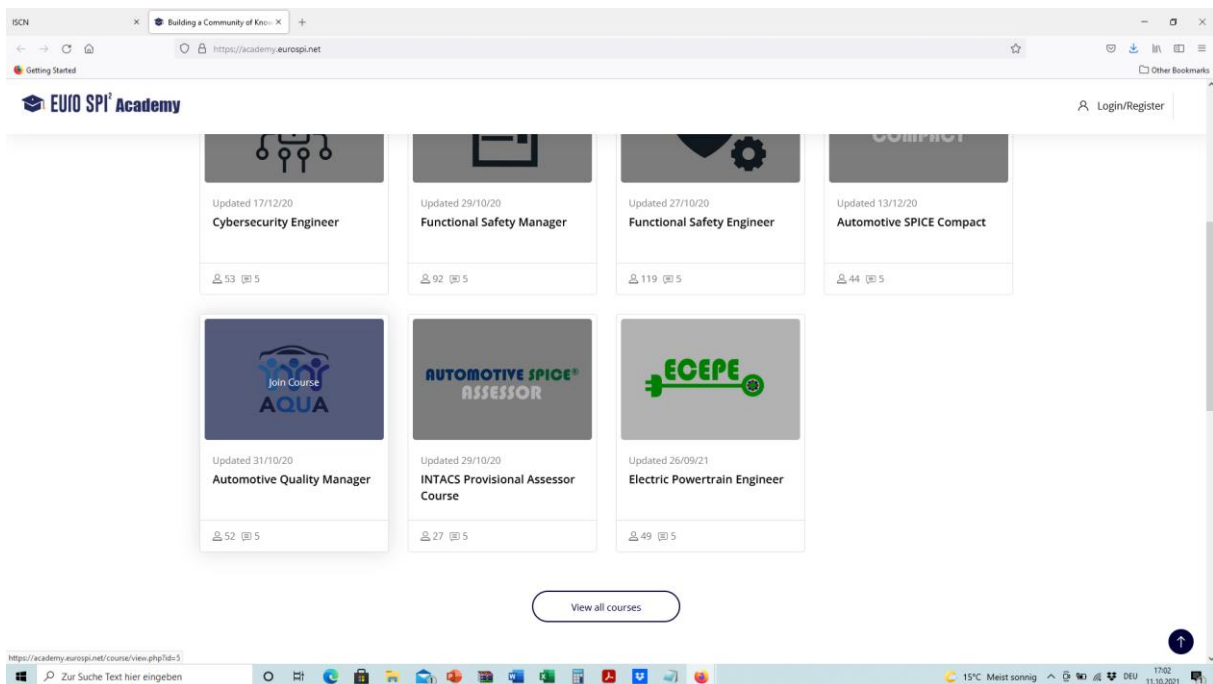 ISCN
Building a Community of Know
https://academy.eurospi.net
Getting Started
Other Bookmarks
EURO SPI² Academy
Login/Register
COMPACT
Updated 17/12/20
Cybersecurity Engineer
53 5
Updated 29/10/20
Functional Safety Manager
92 5
Updated 27/10/20
Functional Safety Engineer
119 5
Updated 13/12/20
Automotive SPICE Compact
44 5
Join Course
AQUA
Updated 31/10/20
Automotive Quality Manager
52 5
AUTOMOTIVE SPICE®
ASSESSOR
Updated 29/10/20
INTACS Provisional Assessor
Course
27 5
ECEPE
Updated 26/09/21
Electric Powertrain Engineer
49 5
View all courses
https://academy.eurospi.net/course/view.php?id=5
Zur Suche Text hier eingeben
15°C Meist sonnig
DEU
17:02
11.10.2021